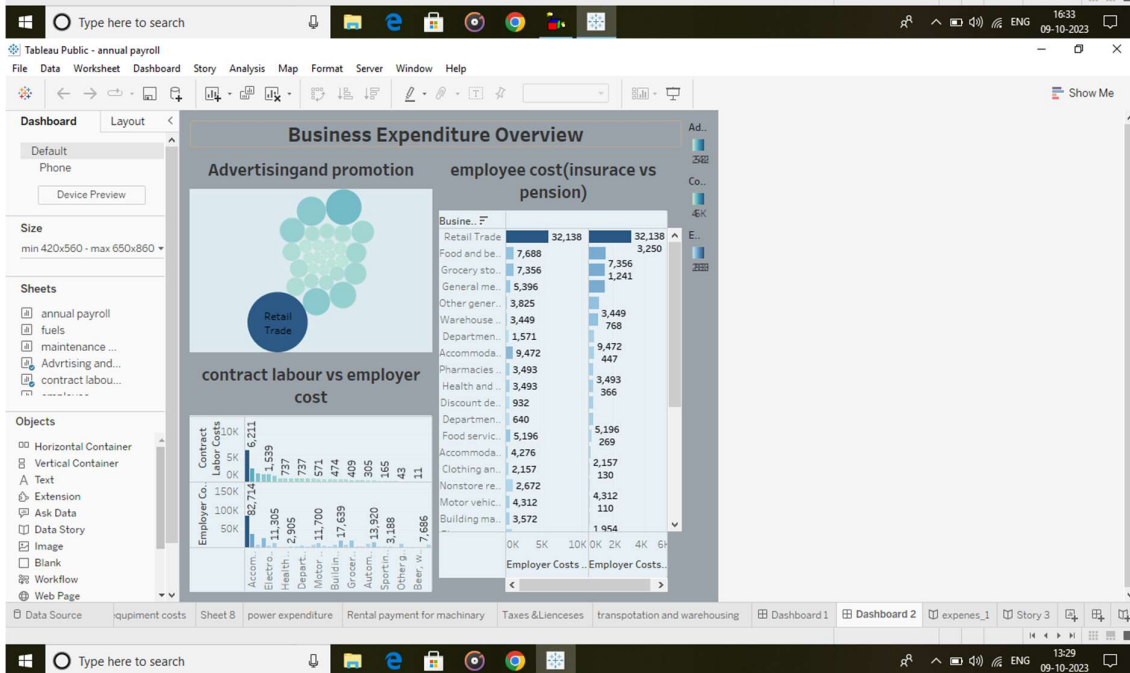 Type here to search
ENG
16:33
09-10-2023
Tableau Public - annual payroll
File Data Worksheet Dashboard Story Analysis Map Format Server Window Help
Show Me
Dashboard Layout
Default
Phone
Device Preview
Size
min 420x560 - max 650x860
Sheets
annual payroll
fuels
maintenance ...
Advrtising and...
contract labou...
Objects
Horizontal Container
Vertical Container
Text
Extension
Ask Data
Data Story
Image
Blank
Workflow
Web Page
Business Expenditure Overview
Advertisingand promotion
Retail
Trade
contract labour vs employer
cost
Contract
Labor Costs
10K
5K
0K
6,211
1,539
737
737
571
474
409
305
165
43
11
Employer Co..
150K
100K
50K
82,714
11,305
2,905
11,700
17,639
13,920
3,188
7,686
Accom..
Electro..
Health ..
Depart..
Motor ..
Buildin..
Grocer..
Autom..
Sportin..
Other g..
Beer, w..
employee cost(insurace vs
pension)
Busine..
Retail Trade 32,138 32,138
Food and be.. 7,688 3,250
Grocery sto.. 7,356 7,356
General me.. 5,396 1,241
Other gener.. 3,825
Warehouse .. 3,449 3,449
Departmen.. 1,571 768
Accommoda.. 9,472 9,472
Pharmacies .. 3,493 447
Health and .. 3,493 3,493
Discount de.. 932 366
Departmen.. 640
Food servic.. 5,196 5,196
Accommoda.. 4,276 269
Clothing an.. 2,157 2,157
Nonstore re.. 2,672 130
Motor vehic.. 4,312 4,312
Building ma.. 3,572 110
1,954
0K 5K 10K 0K 2K 4K 6
Employer Costs .. Employer Costs..
Ad..
Co..
E..
Data Source
equpiment costs Sheet 8 power expenditure Rental payment for machinery Taxes &Lienceses transpotation and warehousing Dashboard 1 Dashboard 2 expenes_1 Story 3
Type here to search
ENG
13:29
09-10-2023